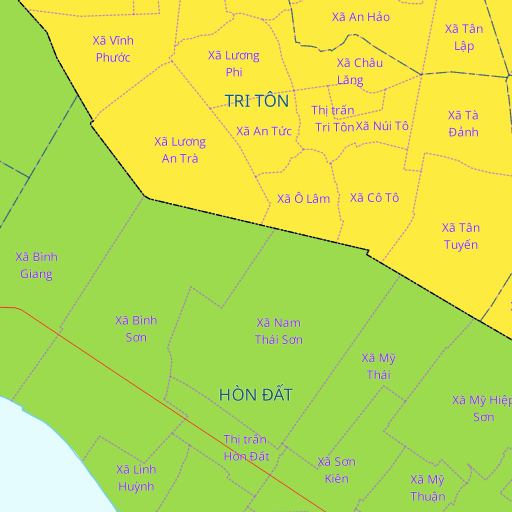 Xã An Hảo
Xã Tân
Lập
Xã Vĩnh
Phước
Xã Lương
Phi
Xã Châu
Lăng
TRI TÔN
Thị trấn
Tri Tôn
Xã Núi Tô
Xã Tà
Đảnh
Xã An Tức
Xã Lương
An Trà
Xã Ô Lâm
Xã Cô Tô
Xã Tân
Tuyến
Xã Bình
Giang
Xã Bình
Sơn
Xã Nam
Thái Sơn
Xã Mỹ
Thái
HÒN ĐẤT
Xã Mỹ Hiệp
Sơn
Thị trấn
Hòn Đất
Xã Lình
Huỳnh
Xã Sơn
Kiên
Xã Mỹ
Thuận